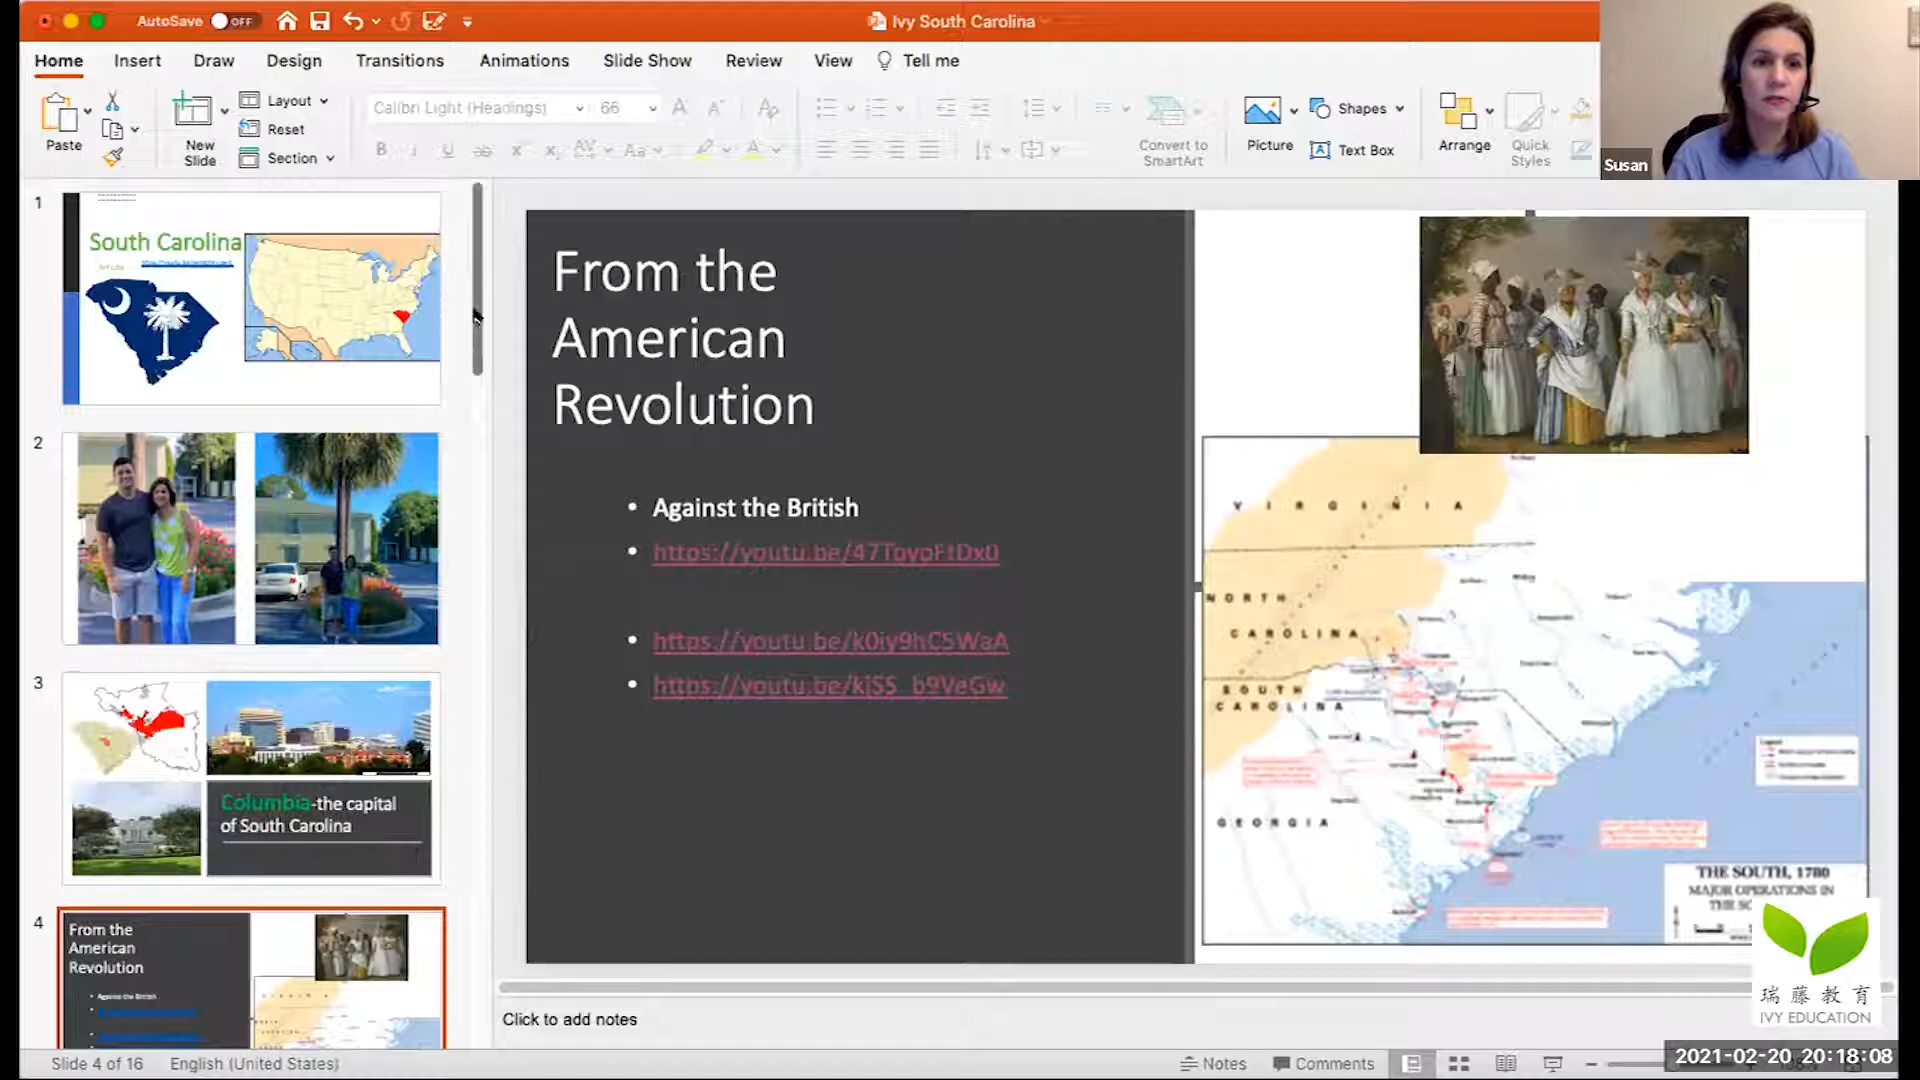 AutoSave OFF
Ivy South Carolina
Home Insert Draw Design Transitions Animations Slide Show Review View Tell me
Paste
New Slide
Layout
Reset
Section
Calibri Light (Headings) 66
Convert to SmartArt
Picture
Shapes
Text Box
Arrange
Quick Styles
Susan
1
South Carolina
2
3
Columbia-the capital
of South Carolina
4
From the
American
Revolution
Against the British
From the
American
Revolution
• Against the British
• https://youtu.be/47ToypFtDx0
• https://youtu.be/k0iy9hC5WaA
• https://youtu.be/kjSS_b9VeGw
VIRGINIA
NORTH
CAROLINA
SOUTH
CAROLINA
GEORGIA
THE SOUTH, 1780
MAJOR OPERATIONS IN
瑞藤教育
IVY EDUCATION
Click to add notes
Slide 4 of 16 English (United States)
Notes Comments
2021-02-20 20:18:08